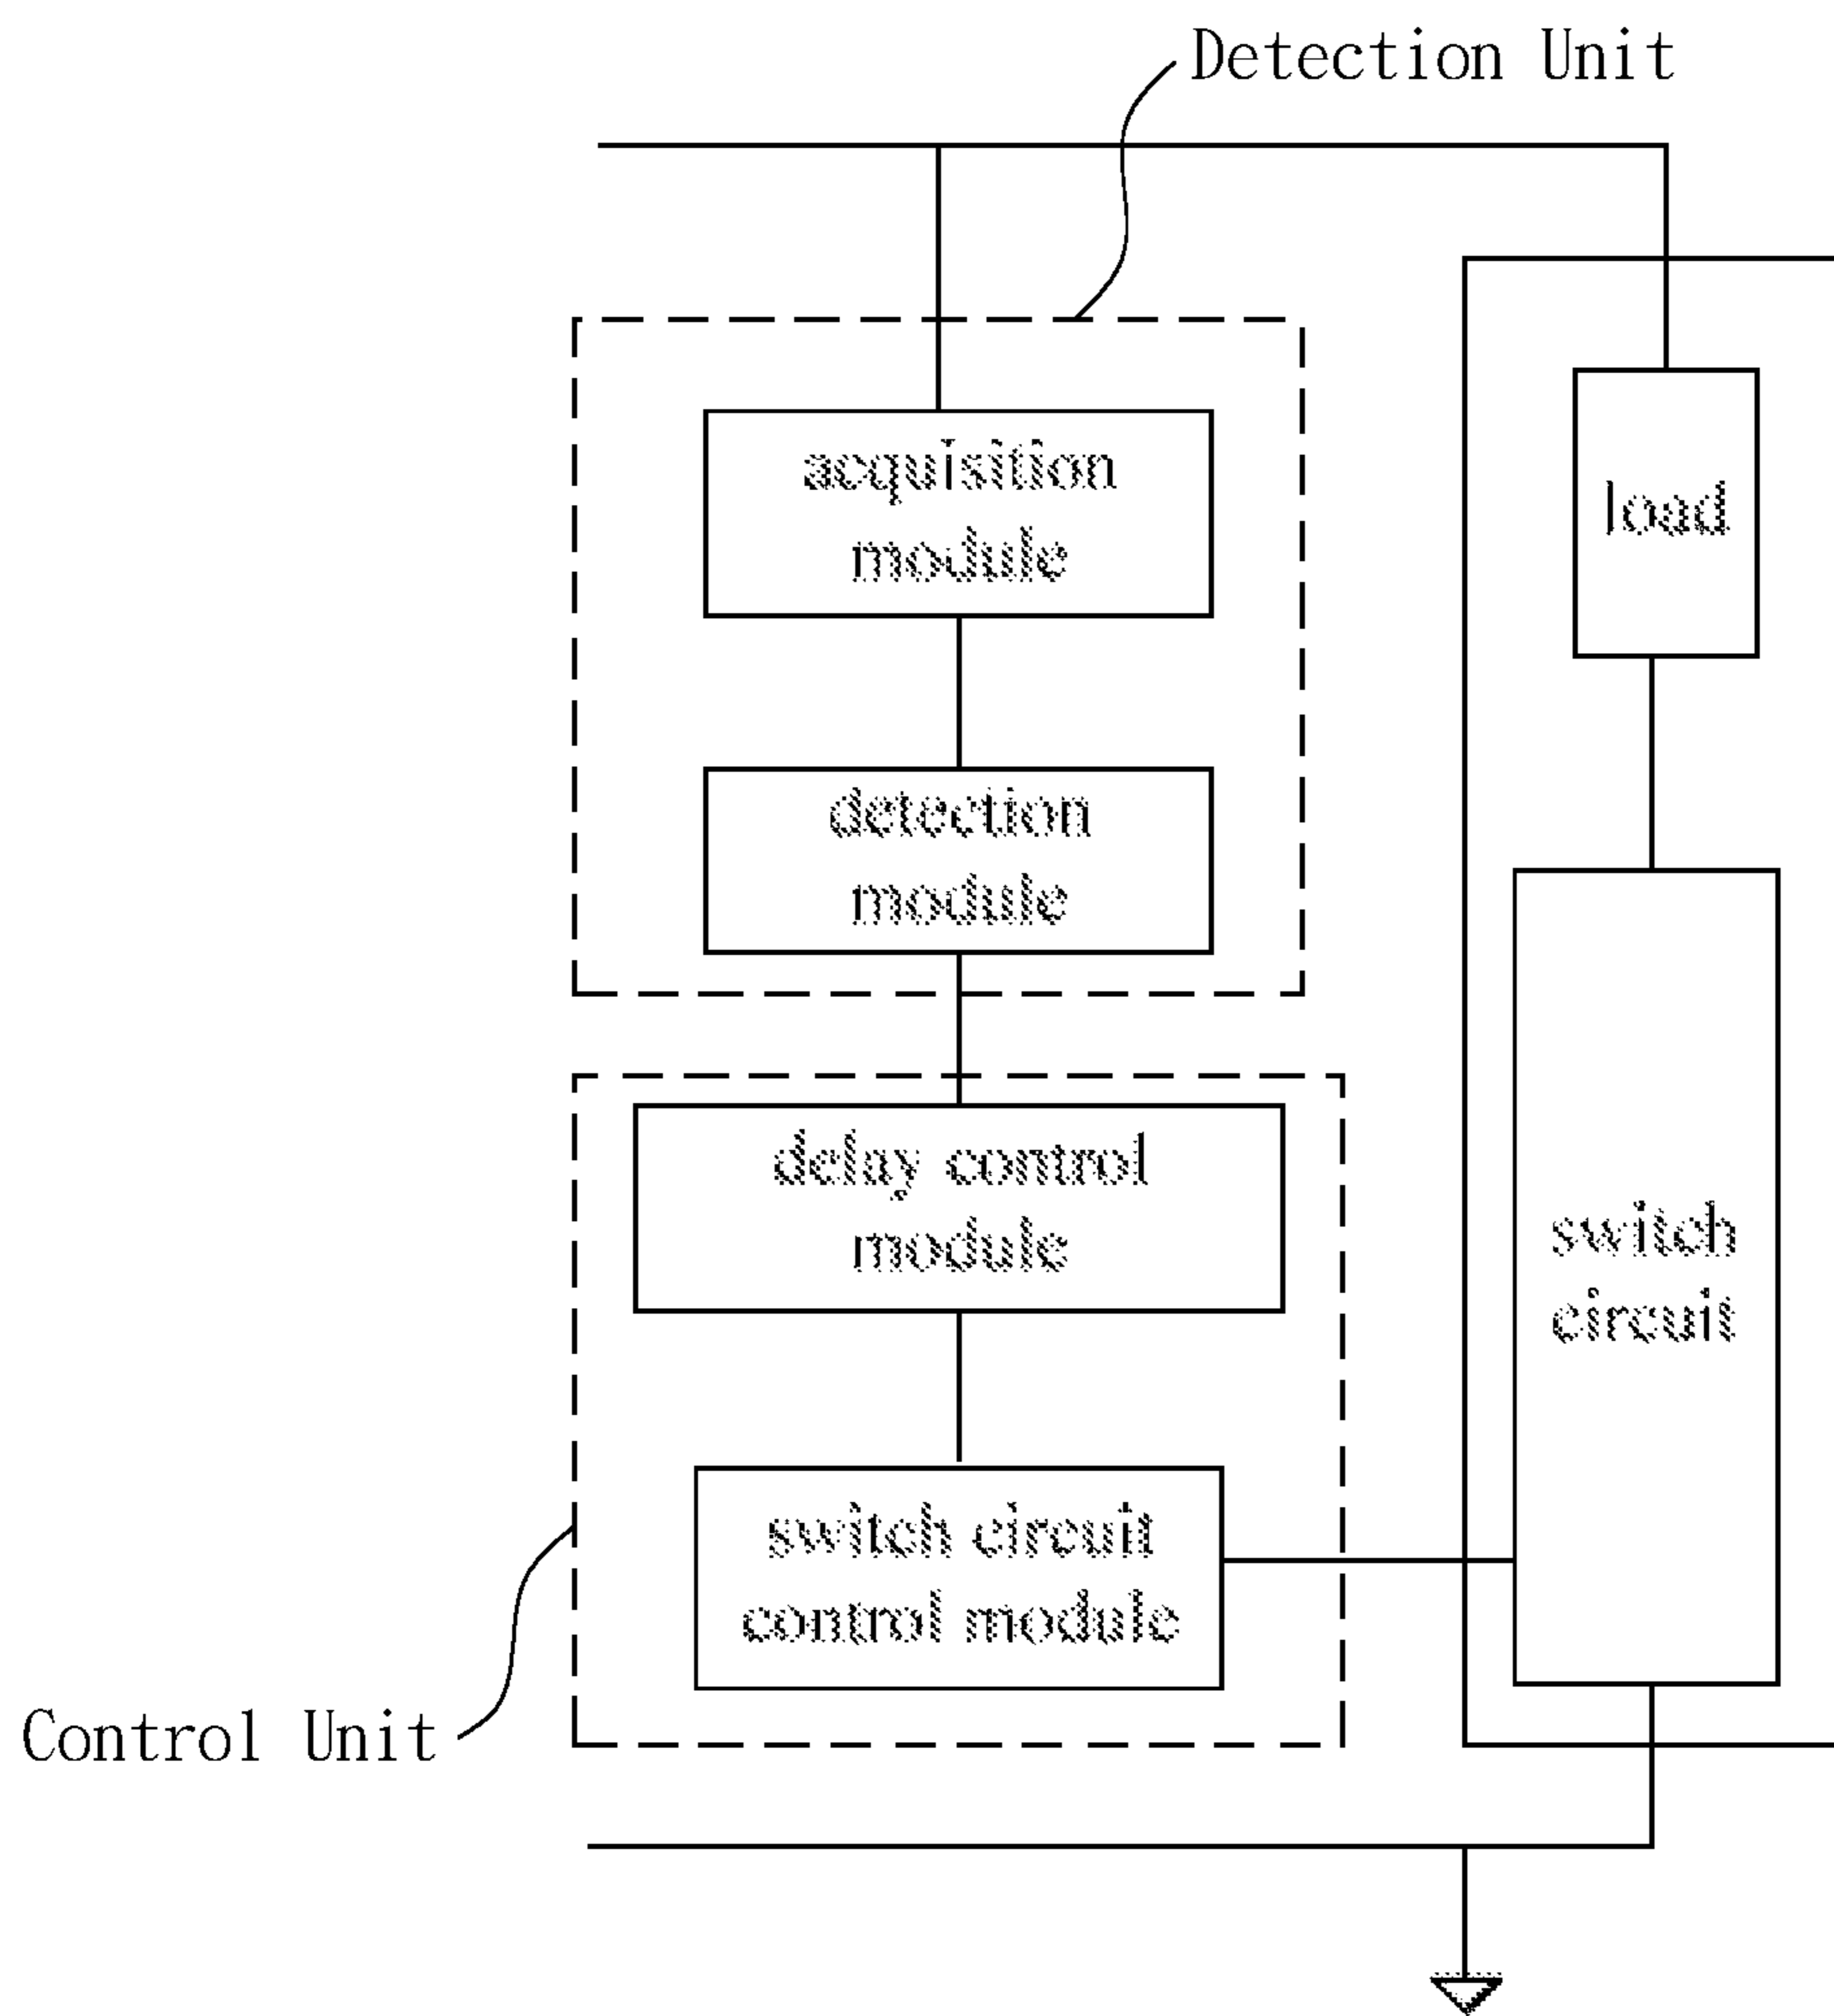 Detection Unit
acquisition
module
load
detection
module
delay control
module
switch
circuit
switch circuit
control module
Control Unit